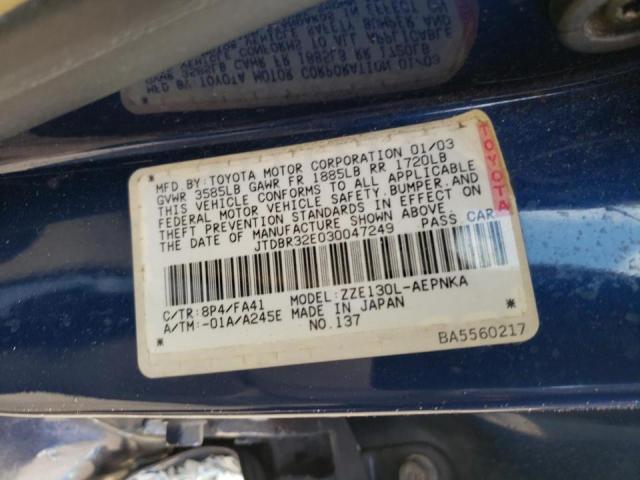 MFD.BY:TOYOTA MOTOR CORPORATION 01/03
GVWR 3585LB GAWR FR 1885LB RR 1720LB
THIS VEHICLE CONFORMS TO ALL APPLICABLE
FEDERAL MOTOR VEHICLE SAFETY,BUMPER,AND
THEFT PREVENTION STANDARDS IN EFFECT ON
THE DATE OF MANUFACTURE SHOWN ABOVE.
JTDBR32E030047249 PASS CAR
TOYOTA
C/TR:8P4/FA41 MODEL:ZZE130L-AEPNKA
A/TM:-01A/A245E MADE IN JAPAN
NO.137
BA5560217